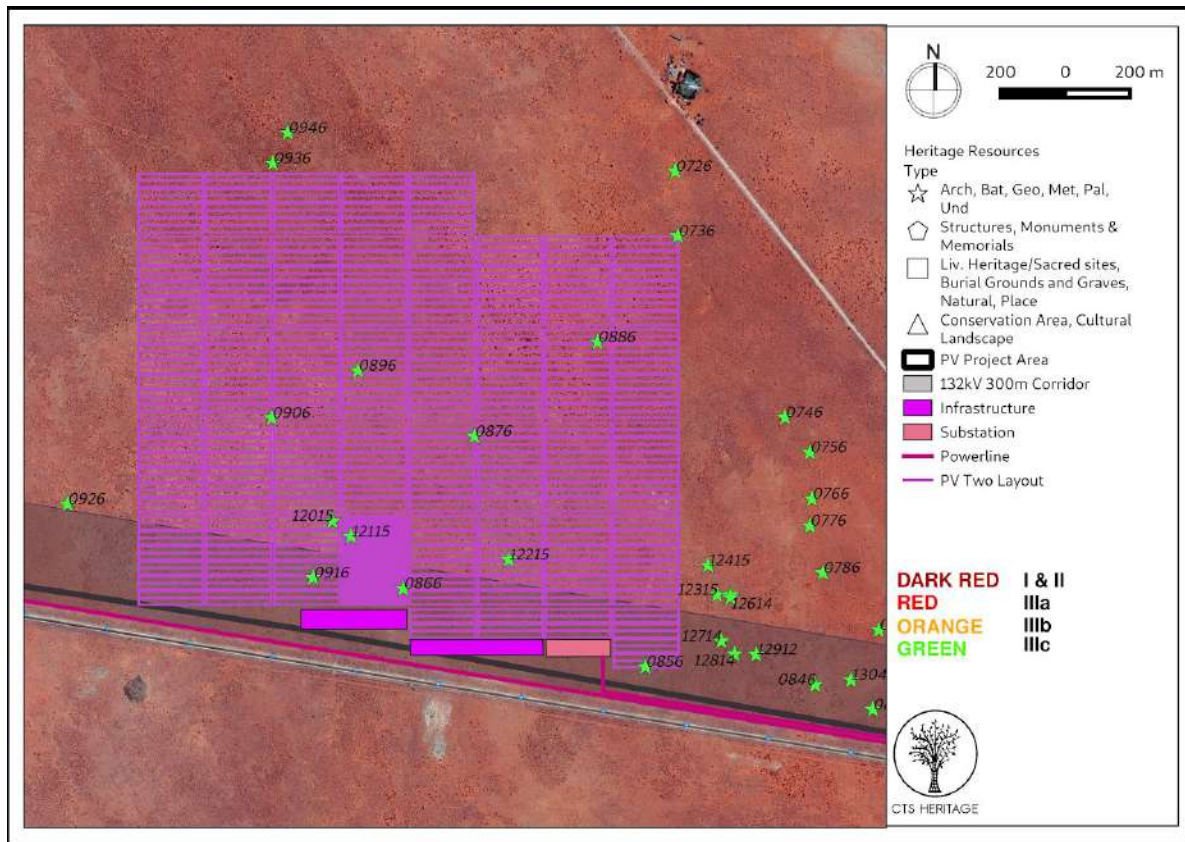 0946
0936
0726
0736
0886
0896
0906
0876
0746
0756
0766
0776
0926
12015
12115
12215
0916
0866
12415
0786
12315
12614
12714
12814
12912
0856
0846
1304
N
200 0 200 m
Heritage Resources
Type
Arch, Bat, Geo, Met, Pal,
Und
Structures, Monuments &
Memorials
Liv. Heritage/Sacred sites,
Burial Grounds and Graves,
Natural, Place
Conservation Area, Cultural
Landscape
PV Project Area
132kV 300m Corridor
Infrastructure
Substation
Powerline
PV Two Layout
DARK RED I & II
RED IIIa
ORANGE IIIb
GREEN IIIc
CTS HERITAGE